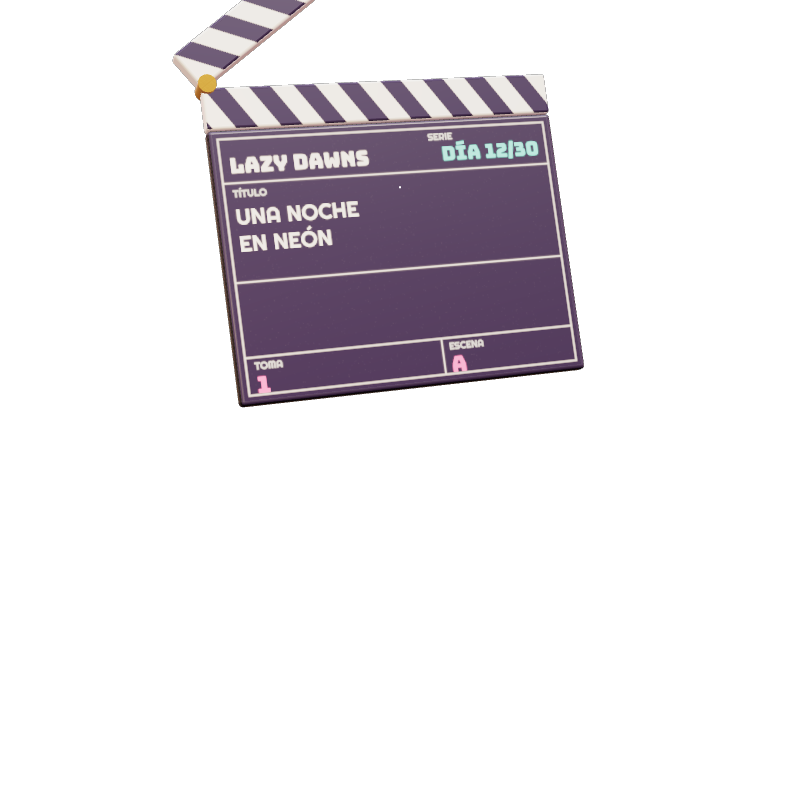 LAZY DAWNS
SERIE
DÍA 12/30
TÍTULO
UNA NOCHE
EN NEÓN
TOMA
1
ESCENA
A